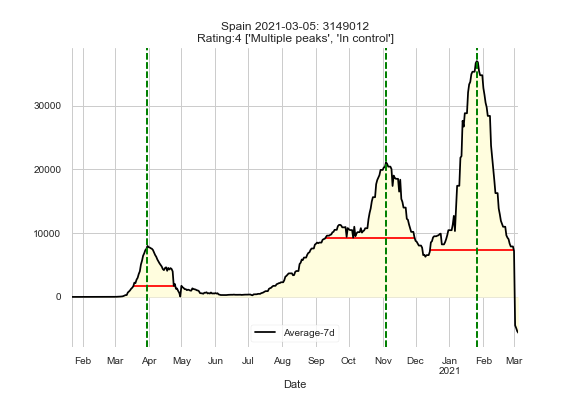 Spain 2021-03-05: 3149012
Rating:4 ['Multiple peaks', 'In control']
30000
20000
10000
0
Average-7d
Feb Mar Apr May Jun Jul Aug Sep Oct Nov Dec Jan Feb Mar
2021
Date